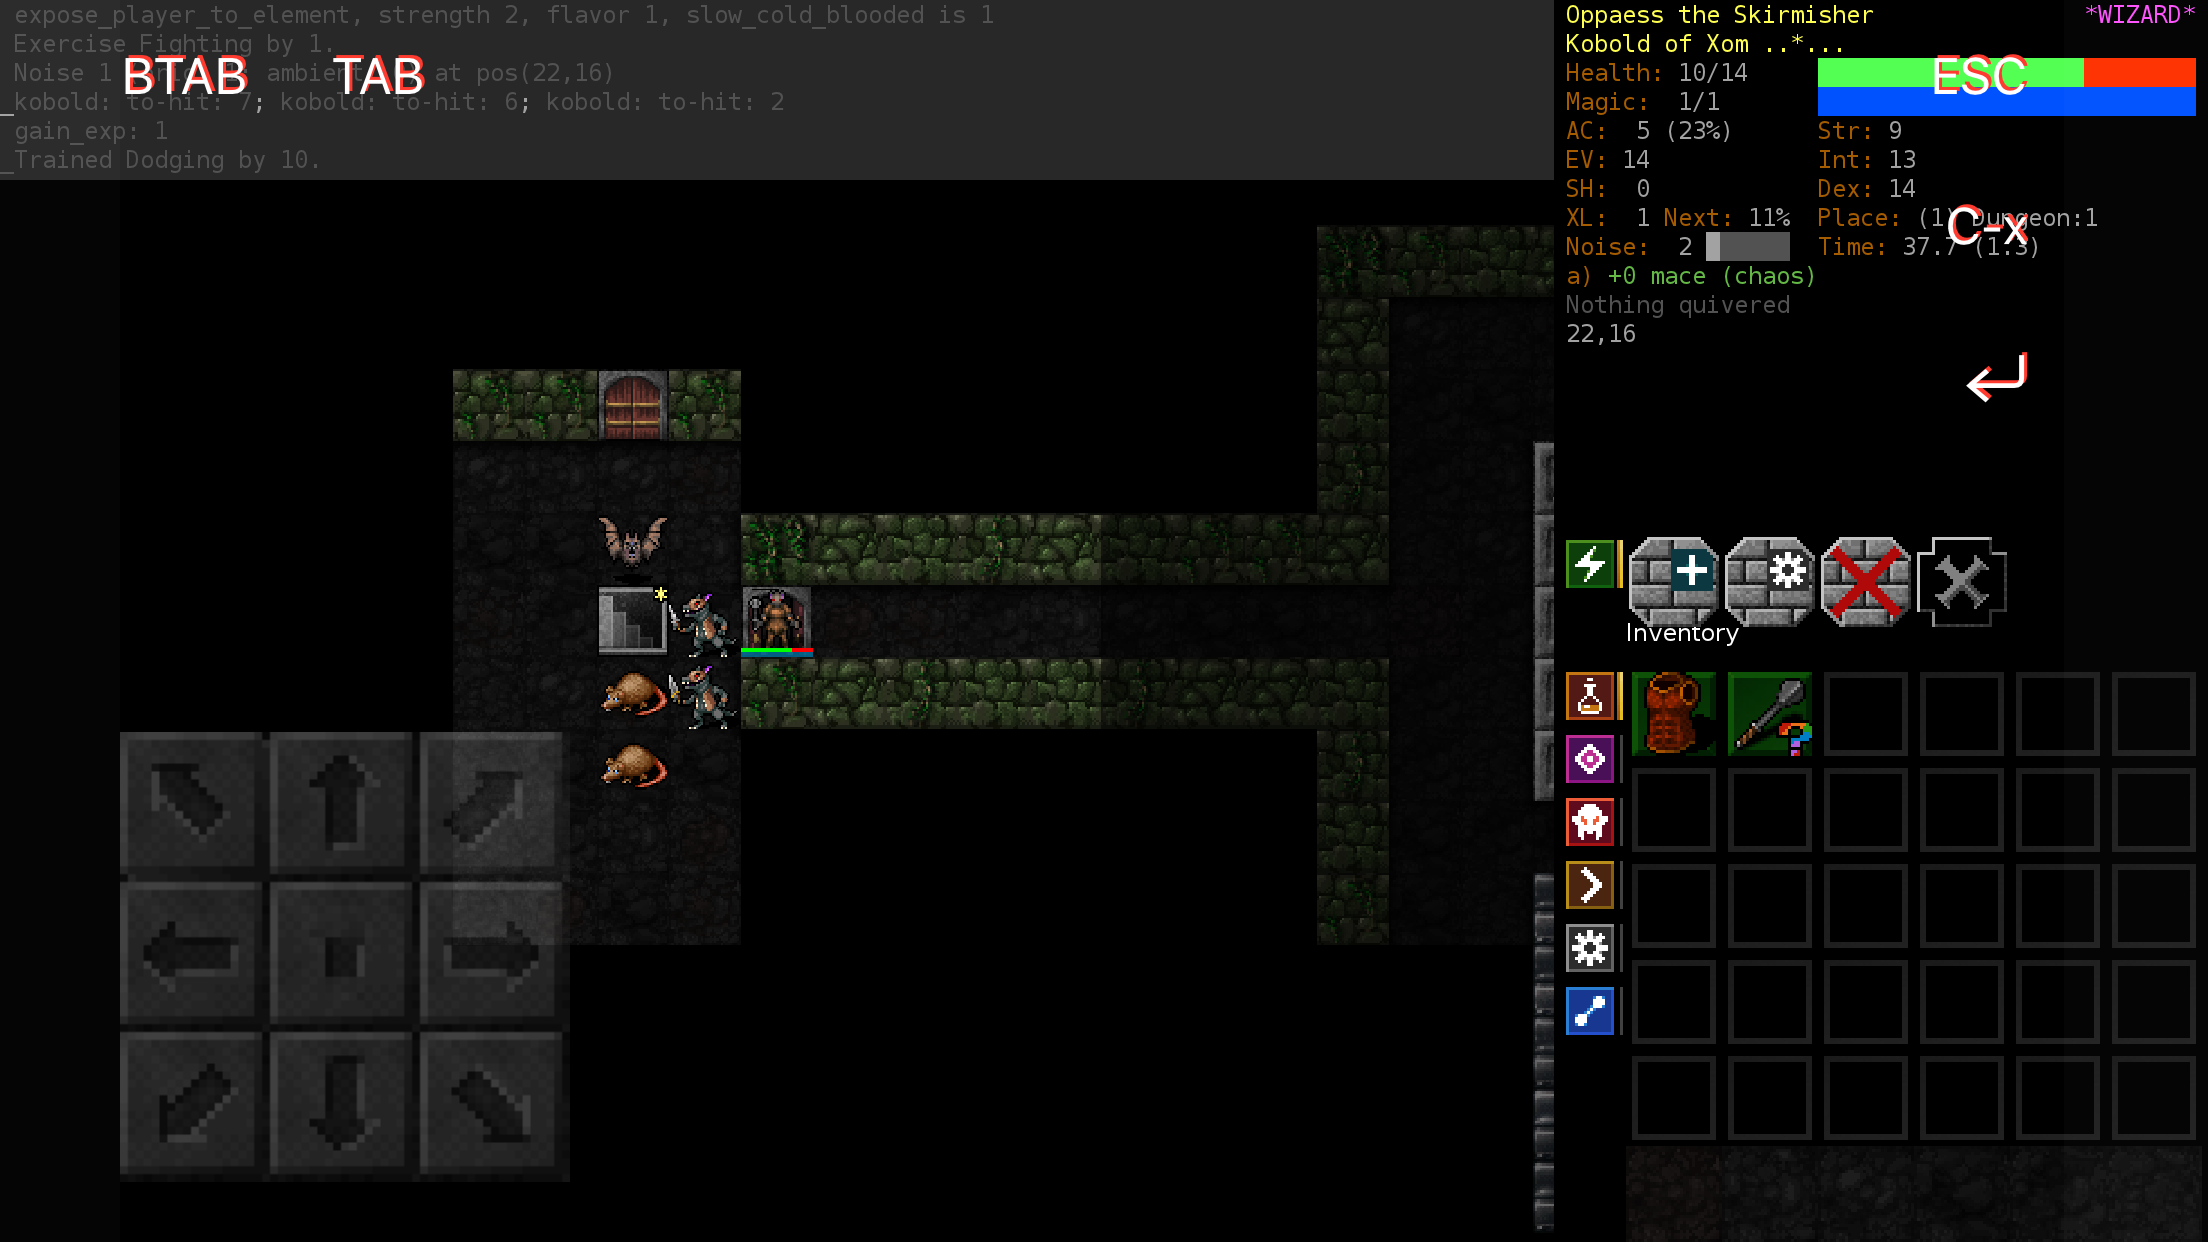 expose_player_to_element, strength 2, flavor 1, slow_cold_blooded is 1
Exercise Fighting by 1.
Noise 1 at pos(22,16)
BTAB TAB
_kobold: to-hit: 7; kobold: to-hit: 6; kobold: to-hit: 2
gain_exp: 1
_Trained Dodging by 10.
Oppaess the Skirmisher *WIZARD*
Kobold of Xom ..*...
Health: 10/14
ESC
Magic: 1/1
AC: 5 (23%) Str: 9
EV: 14 Int: 13
SH: 0 Dex: 14
XL: 1 Next: 11% Place: (1) Dungeon:1
C-x
Noise: 2 Time: 37.7 (1.3)
a) +0 mace (chaos)
Nothing quivered
22,16
Inventory